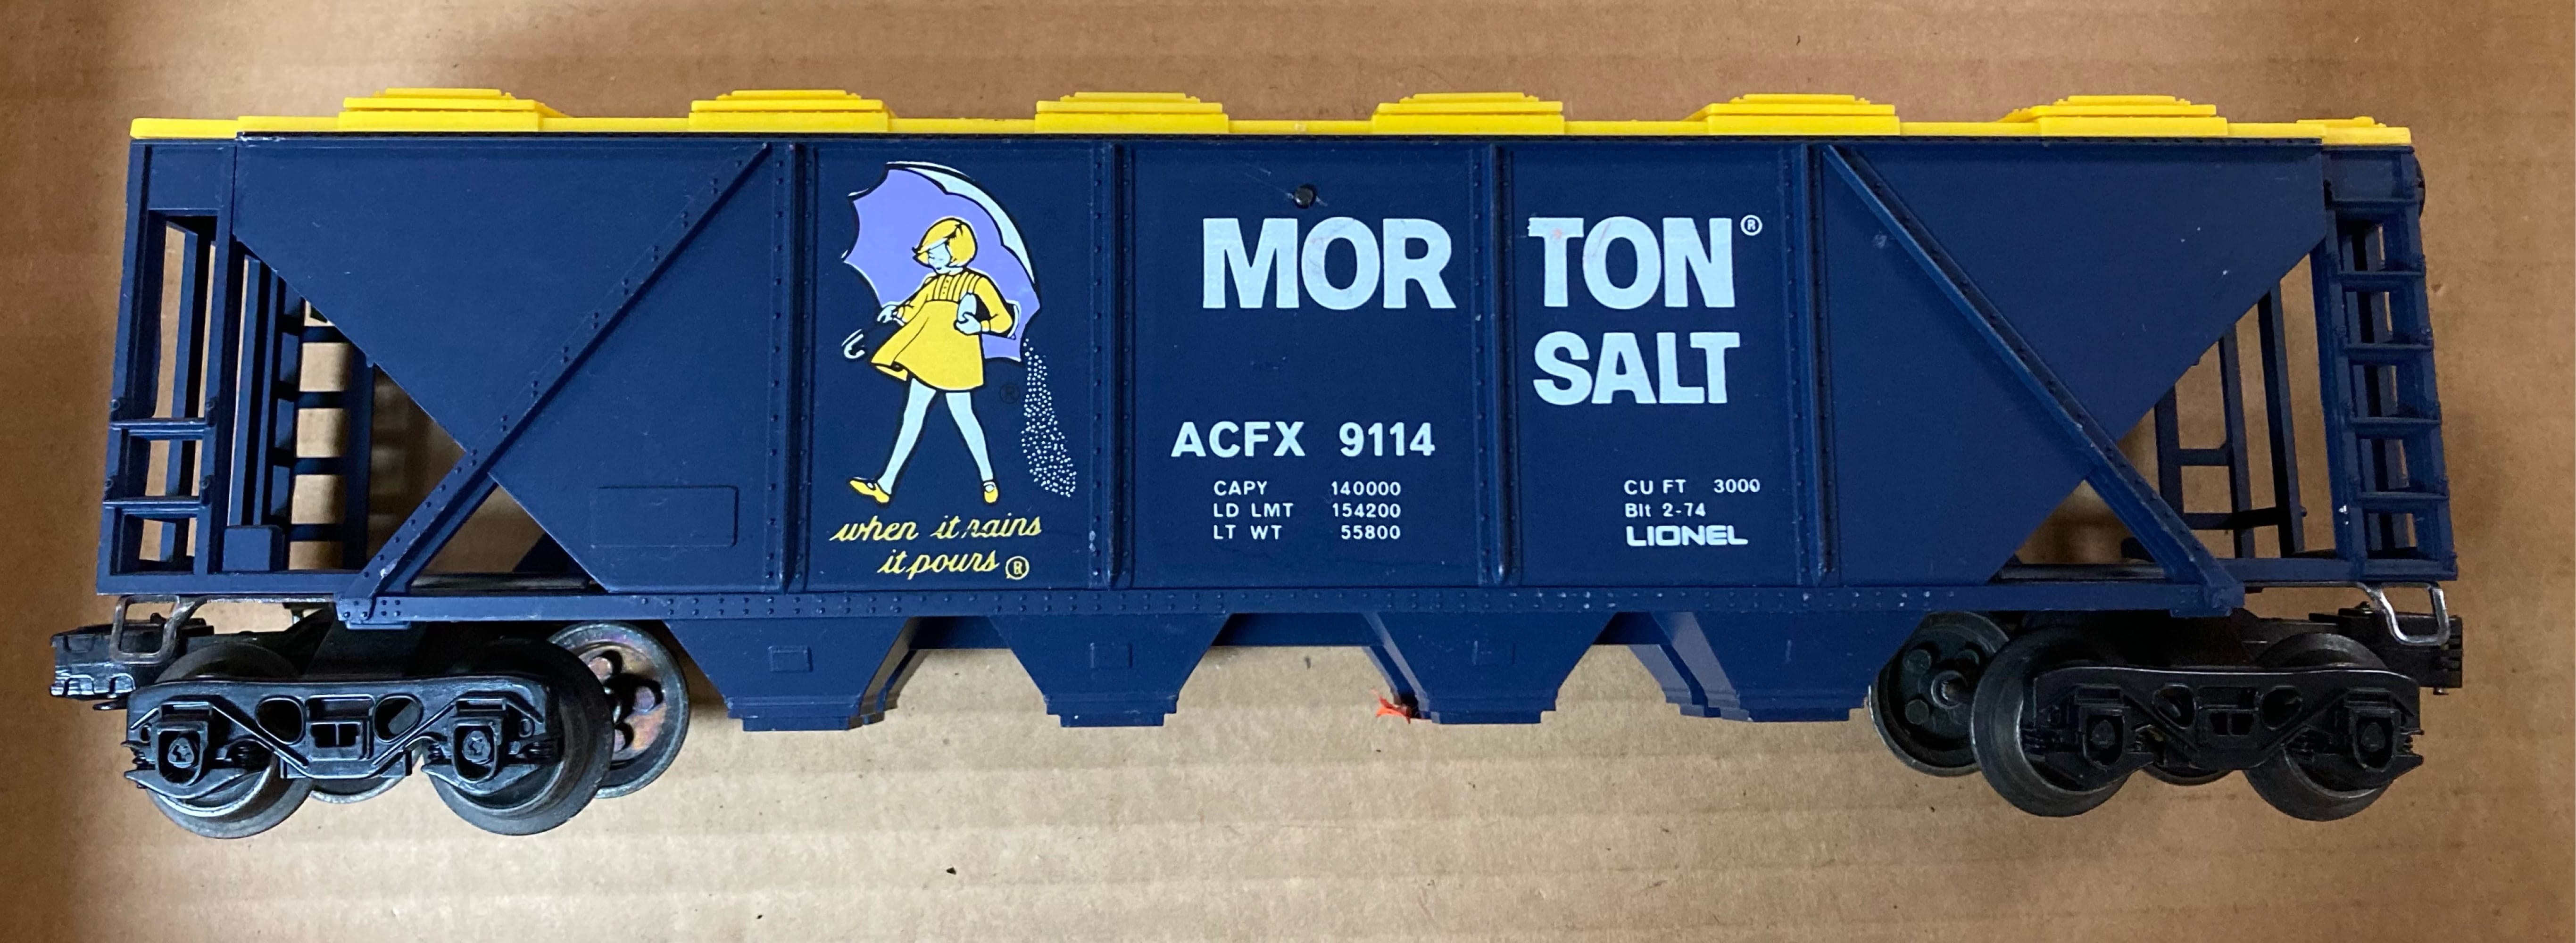 when it rains
it pours ®
®
MORTON®
SALT
ACFX 9114
CAPY 140000
LD LMT 154200
LT WT 55800
CU FT 3000
Blt 2-74
LIONEL